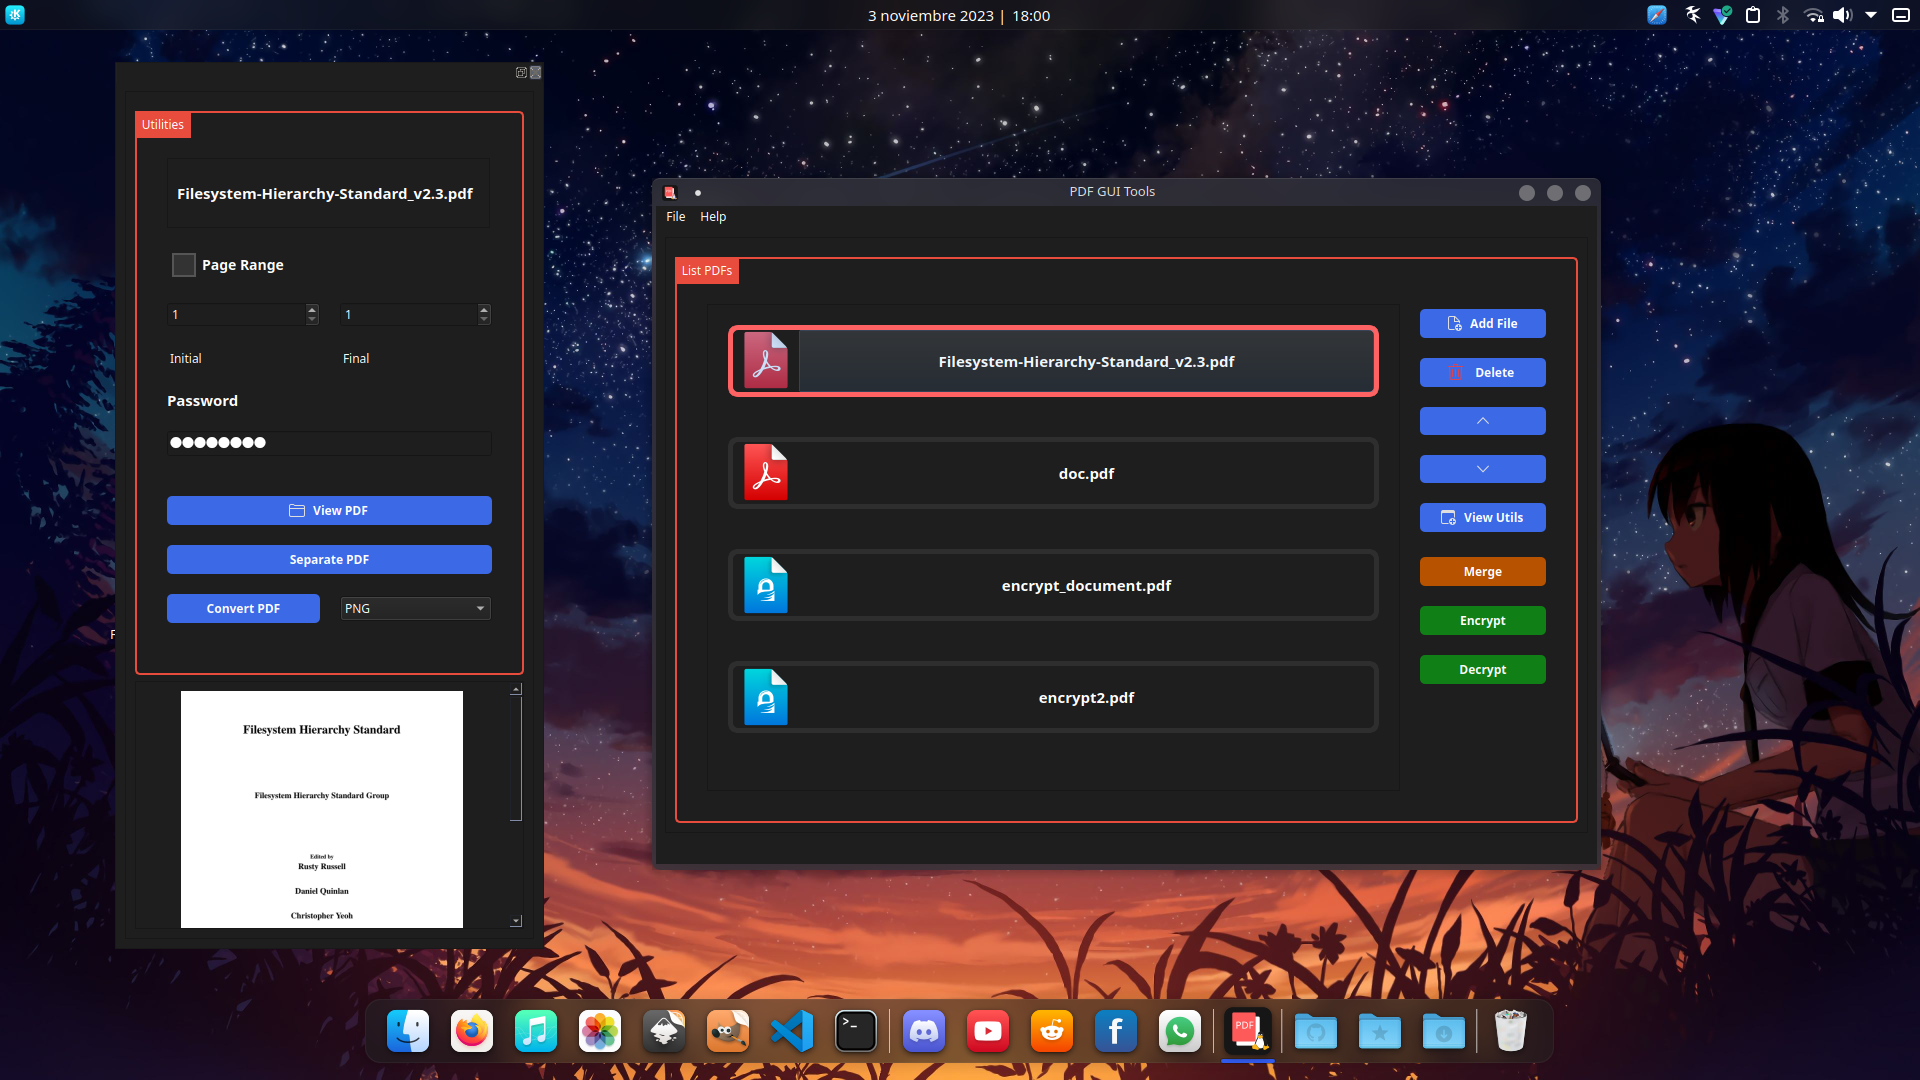 3 noviembre 2023 | 18:00
Utilities
Filesystem-Hierarchy-Standard_v2.3.pdf
Page Range
1 1
Initial Final
Password
View PDF
Separate PDF
Convert PDF PNG
Filesystem Hierarchy Standard
Filesystem Hierarchy Standard Group
Edited by
Rusty Russell
Daniel Quinlan
Christopher Yeoh
PDF GUI Tools
File Help
List PDFs
Filesystem-Hierarchy-Standard_v2.3.pdf
doc.pdf
encrypt_document.pdf
encrypt2.pdf
Add File
Delete
View Utils
Merge
Encrypt
Decrypt
PDF